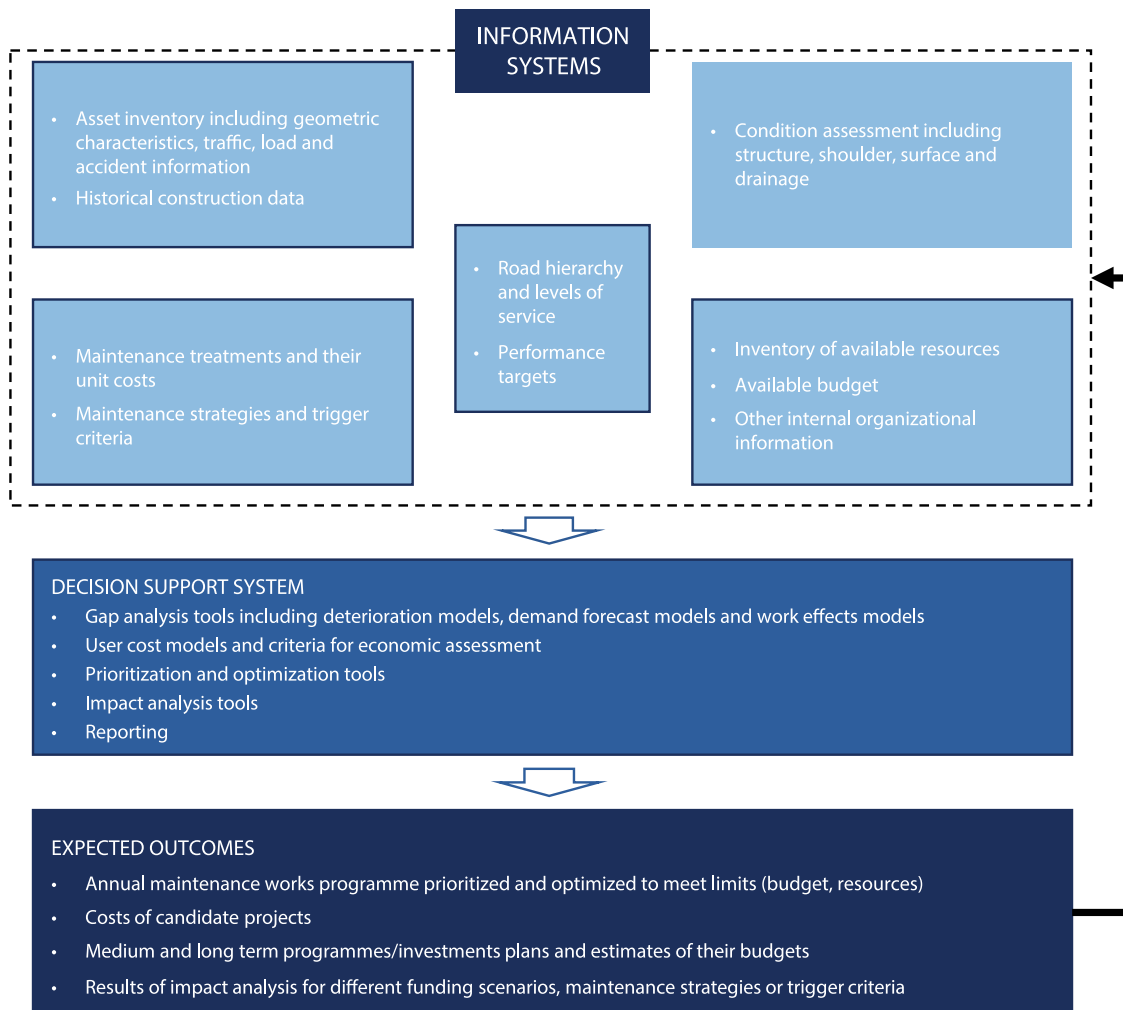 INFORMATION
SYSTEMS
• Asset inventory including geometric
characteristics, traffic, load and
accident information
• Historical construction data
• Condition assessment including
structure, shoulder, surface and
drainage
• Road hierarchy
and levels of
service
• Performance
targets
• Maintenance treatments and their
unit costs
• Maintenance strategies and trigger
criteria
• Inventory of available resources
• Available budget
• Other internal organizational
information
DECISION SUPPORT SYSTEM
• Gap analysis tools including deterioration models, demand forecast models and work effects models
• User cost models and criteria for economic assessment
• Prioritization and optimization tools
• Impact analysis tools
• Reporting
EXPECTED OUTCOMES
• Annual maintenance works programme prioritized and optimized to meet limits (budget, resources)
• Costs of candidate projects
• Medium and long term programmes/investments plans and estimates of their budgets
• Results of impact analysis for different funding scenarios, maintenance strategies or trigger criteria